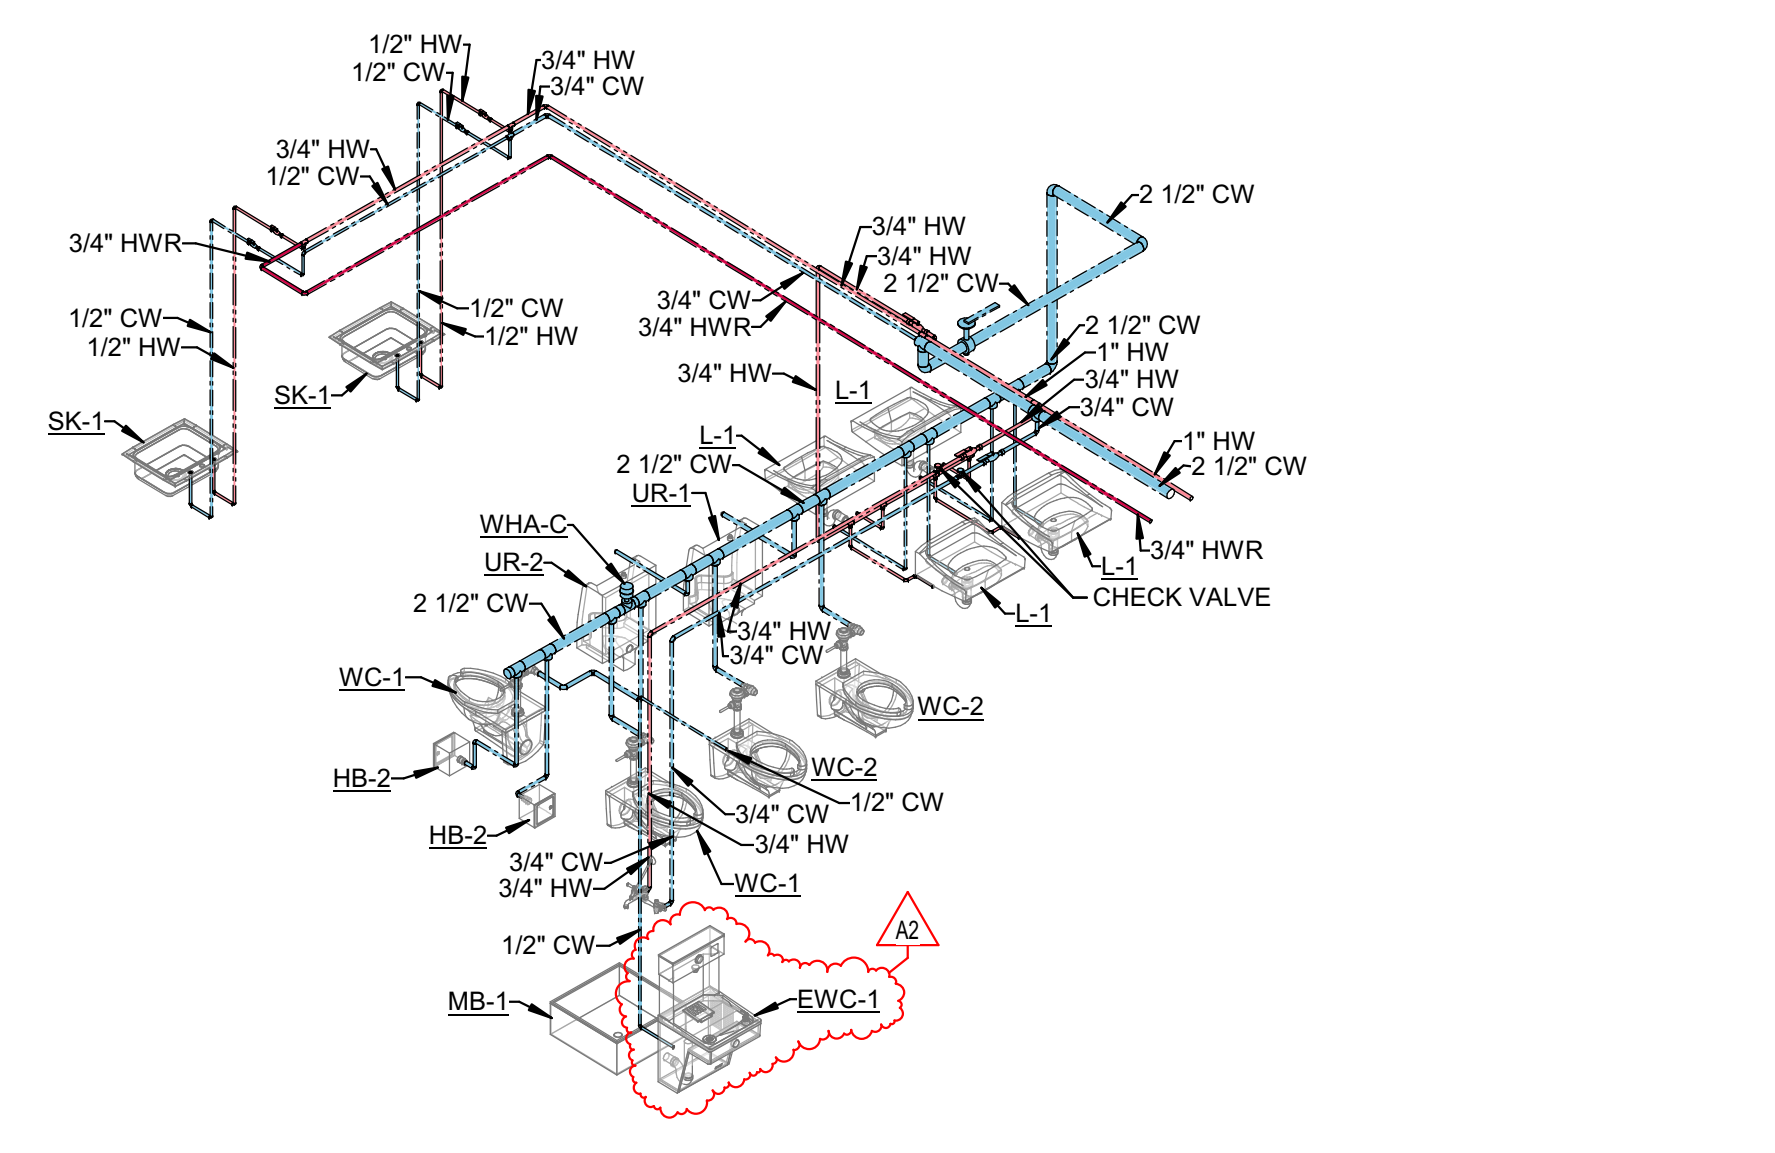 1/2" HW
1/2" CW
3/4" HW
3/4" CW
3/4" HW
1/2" CW
3/4" HWR
1/2" CW
1/2" HW
1/2" CW
1/2" HW
SK-1
SK-1
2 1/2" CW
3/4" HW
3/4" HW
2 1/2" CW
3/4" CW
3/4" HWR
2 1/2" CW
1" HW
3/4" HW
3/4" CW
3/4" HW
L-1
L-1
2 1/2" CW
UR-1
1" HW
2 1/2" CW
WHA-C
UR-2
3/4" HWR
L-1
CHECK VALVE
L-1
2 1/2" CW
3/4" HW
3/4" CW
WC-1
WC-2
HB-2
WC-2
1/2" CW
3/4" CW
HB-2
3/4" HW
3/4" CW
3/4" HW
WC-1
A2
1/2" CW
MB-1
EWC-1